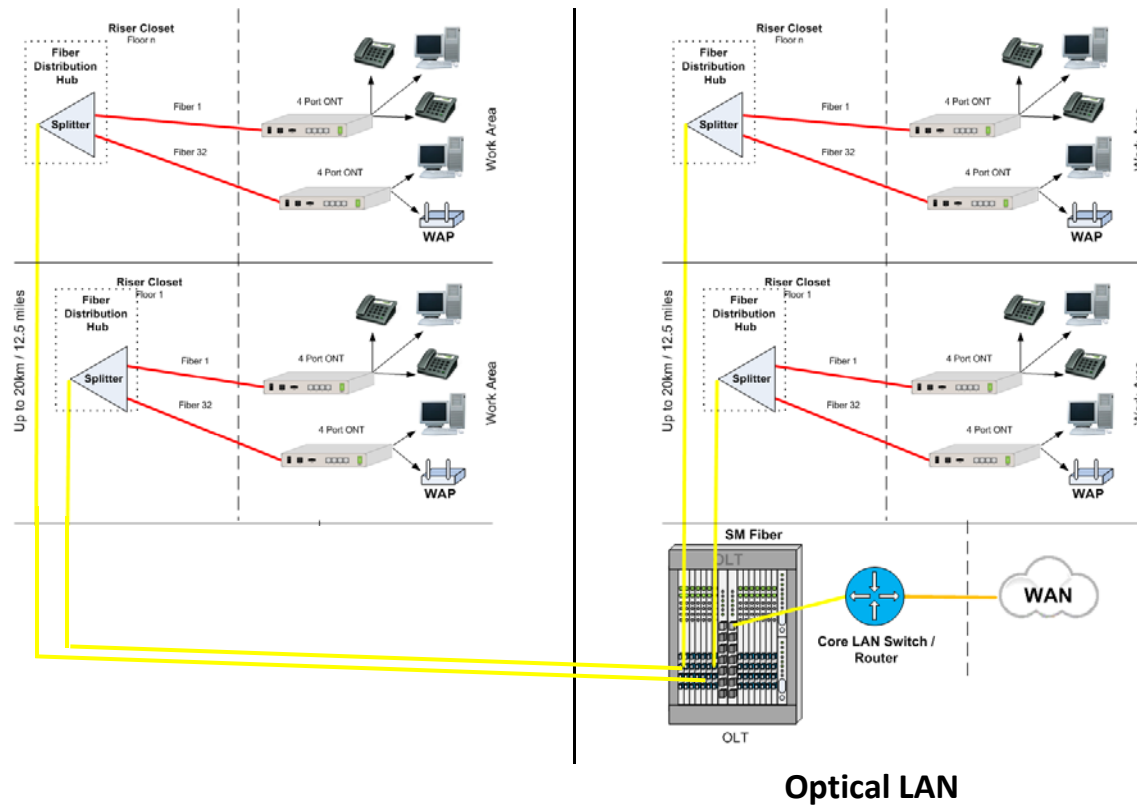 Riser Closet
Floor n
Fiber
Distribution
Hub
Splitter
Fiber 1
Fiber 32
4 Port ONT
4 Port ONT
WAP
Work Area
Up to 20km / 12.5 miles
Riser Closet
Floor 1
Fiber
Distribution
Hub
Splitter
Fiber 1
Fiber 32
4 Port ONT
4 Port ONT
WAP
Work Area
Riser Closet
Floor n
Fiber
Distribution
Hub
Splitter
Fiber 1
Fiber 32
4 Port ONT
4 Port ONT
WAP
Work Area
Up to 20km / 12.5 miles
Riser Closet
Floor 1
Fiber
Distribution
Hub
Splitter
Fiber 1
Fiber 32
4 Port ONT
4 Port ONT
WAP
Work Area
SM Fiber
OLT
OLT
Core LAN Switch /
Router
WAN
Optical LAN